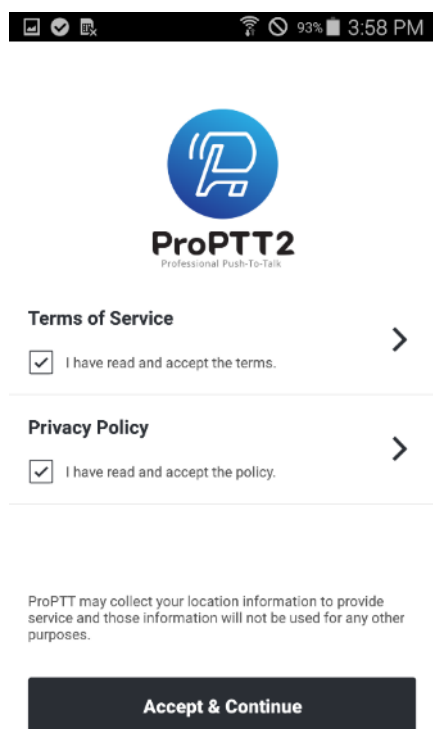 93% 3:58 PM
ProPTT2
Professional Push-To-Talk
Terms of Service
I have read and accept the terms.
Privacy Policy
I have read and accept the policy.
ProPTT may collect your location information to provide
service and those information will not be used for any other
purposes.
Accept & Continue